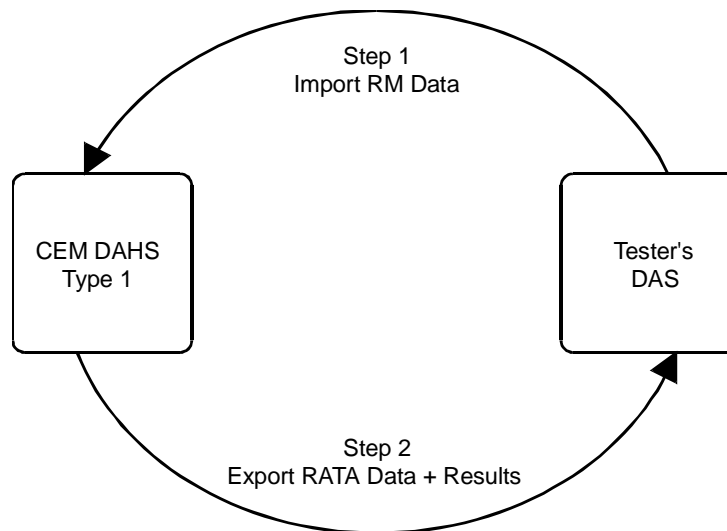 Step 1
Import RM Data
CEM DAHS
Type 1
Tester's
DAS
Step 2
Export RATA Data + Results